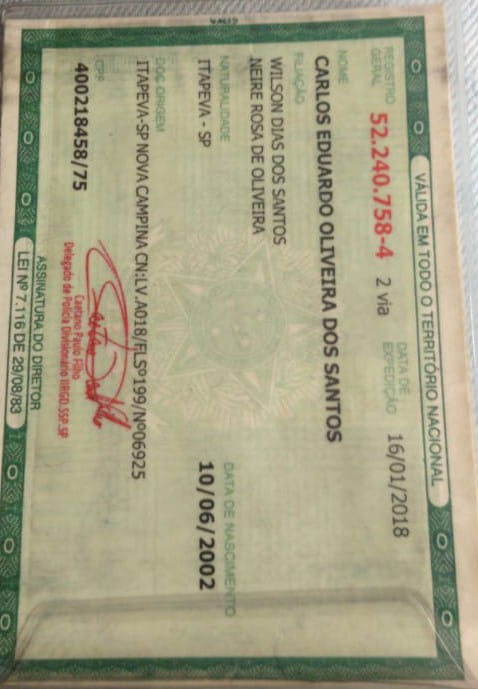 VÁLIDA EM TODO O TERRITÓRIO NACIONAL
REGISTRO GERAL 52.240.758-4 2 via DATA DE EXPEDIÇÃO 16/01/2018
NOME
CARLOS EDUARDO OLIVEIRA DOS SANTOS
FILIAÇÃO
WILSON DIAS DOS SANTOS
NEIRE ROSA DE OLIVEIRA
NATURALIDADE DATA DE NASCIMENTO
ITAPEVA - SP 10/06/2002
DOC ORIGEM
ITAPEVA-SP NOVA CAMPINA CN:LV.A018/FLSº199/Nº06925
CPF
400218458/75
Caetano Paulo Filho
Delegado de Polícia Divisionário IIRGD.SSP.SP
ASSINATURA DO DIRETOR
LEI Nº 7.116 DE 29/08/83